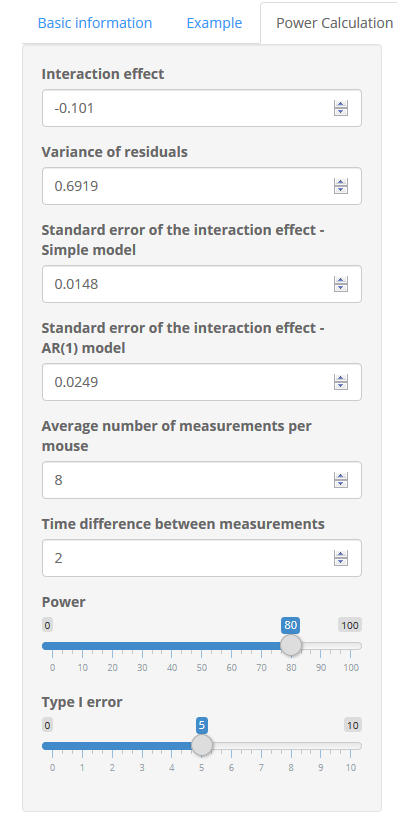 Basic information Example Power Calculation
Interaction effect
-0.101
Variance of residuals
0.6919
Standard error of the interaction effect -
Simple model
0.0148
Standard error of the interaction effect -
AR(1) model
0.0249
Average number of measurements per
mouse
8
Time difference between measurements
2
Power
0 80 100
0 10 20 30 40 50 60 70 80 90 100
Type I error
0 5 10
0 1 2 3 4 5 6 7 8 9 10